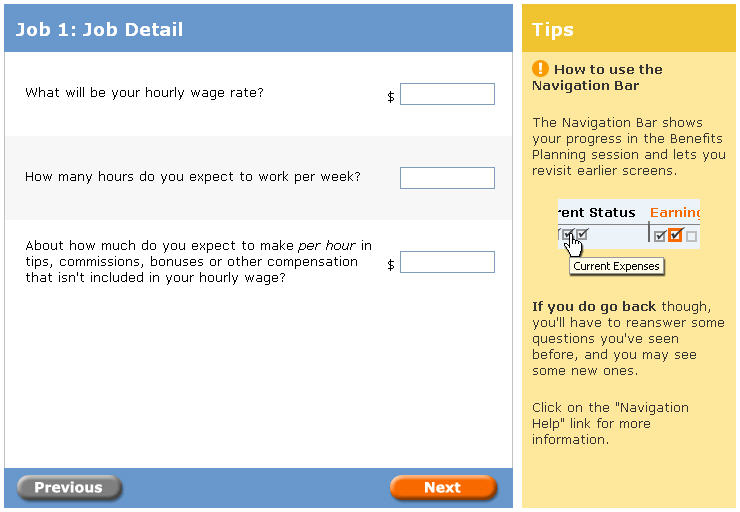 Job 1: Job Detail
What will be your hourly wage rate?
$
How many hours do you expect to work per week?
About how much do you expect to make per hour in
tips, commissions, bonuses or other compensation
that isn't included in your hourly wage?
$
Previous
Next
Tips
How to use the
Navigation Bar
The Navigation Bar shows
your progress in the Benefits
Planning session and lets you
revisit earlier screens.
rent Status Earning
Current Expenses
If you do go back though,
you'll have to reanswer some
questions you've seen
before, and you may see
some new ones.
Click on the "Navigation
Help" link for more
information.